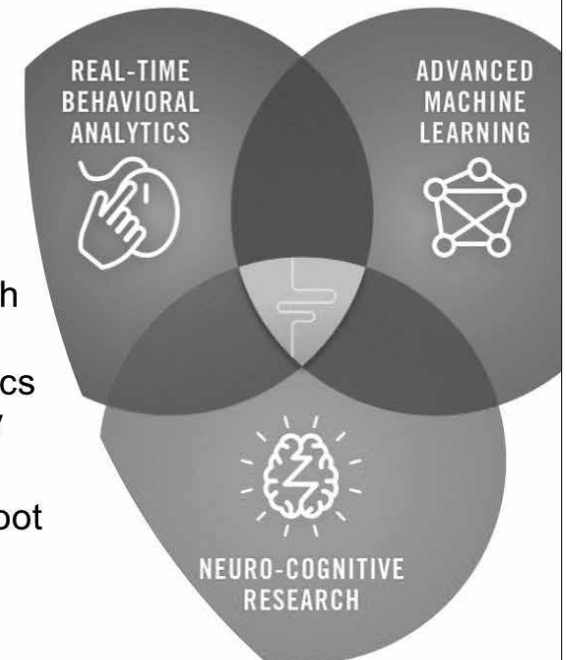 REAL-TIME
BEHAVIORAL
ANALYTICS
ADVANCED
MACHINE
LEARNING
NEURO-COGNITIVE
RESEARCH